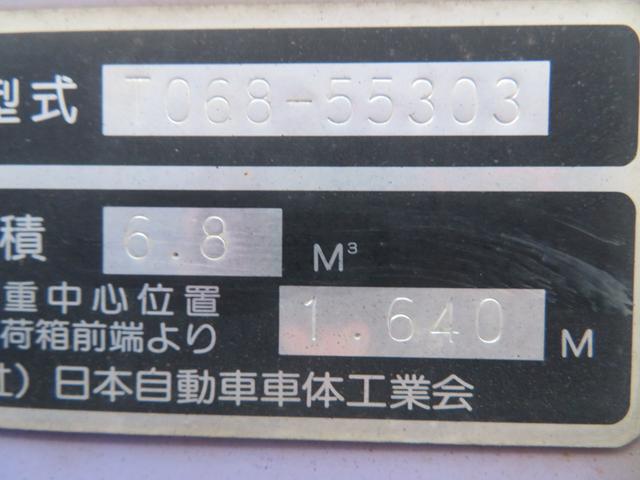 型式 T068-55303
積 6.8 M³
重中心位置
荷箱前端より 1.640 M
社) 日本自動車車体工業会